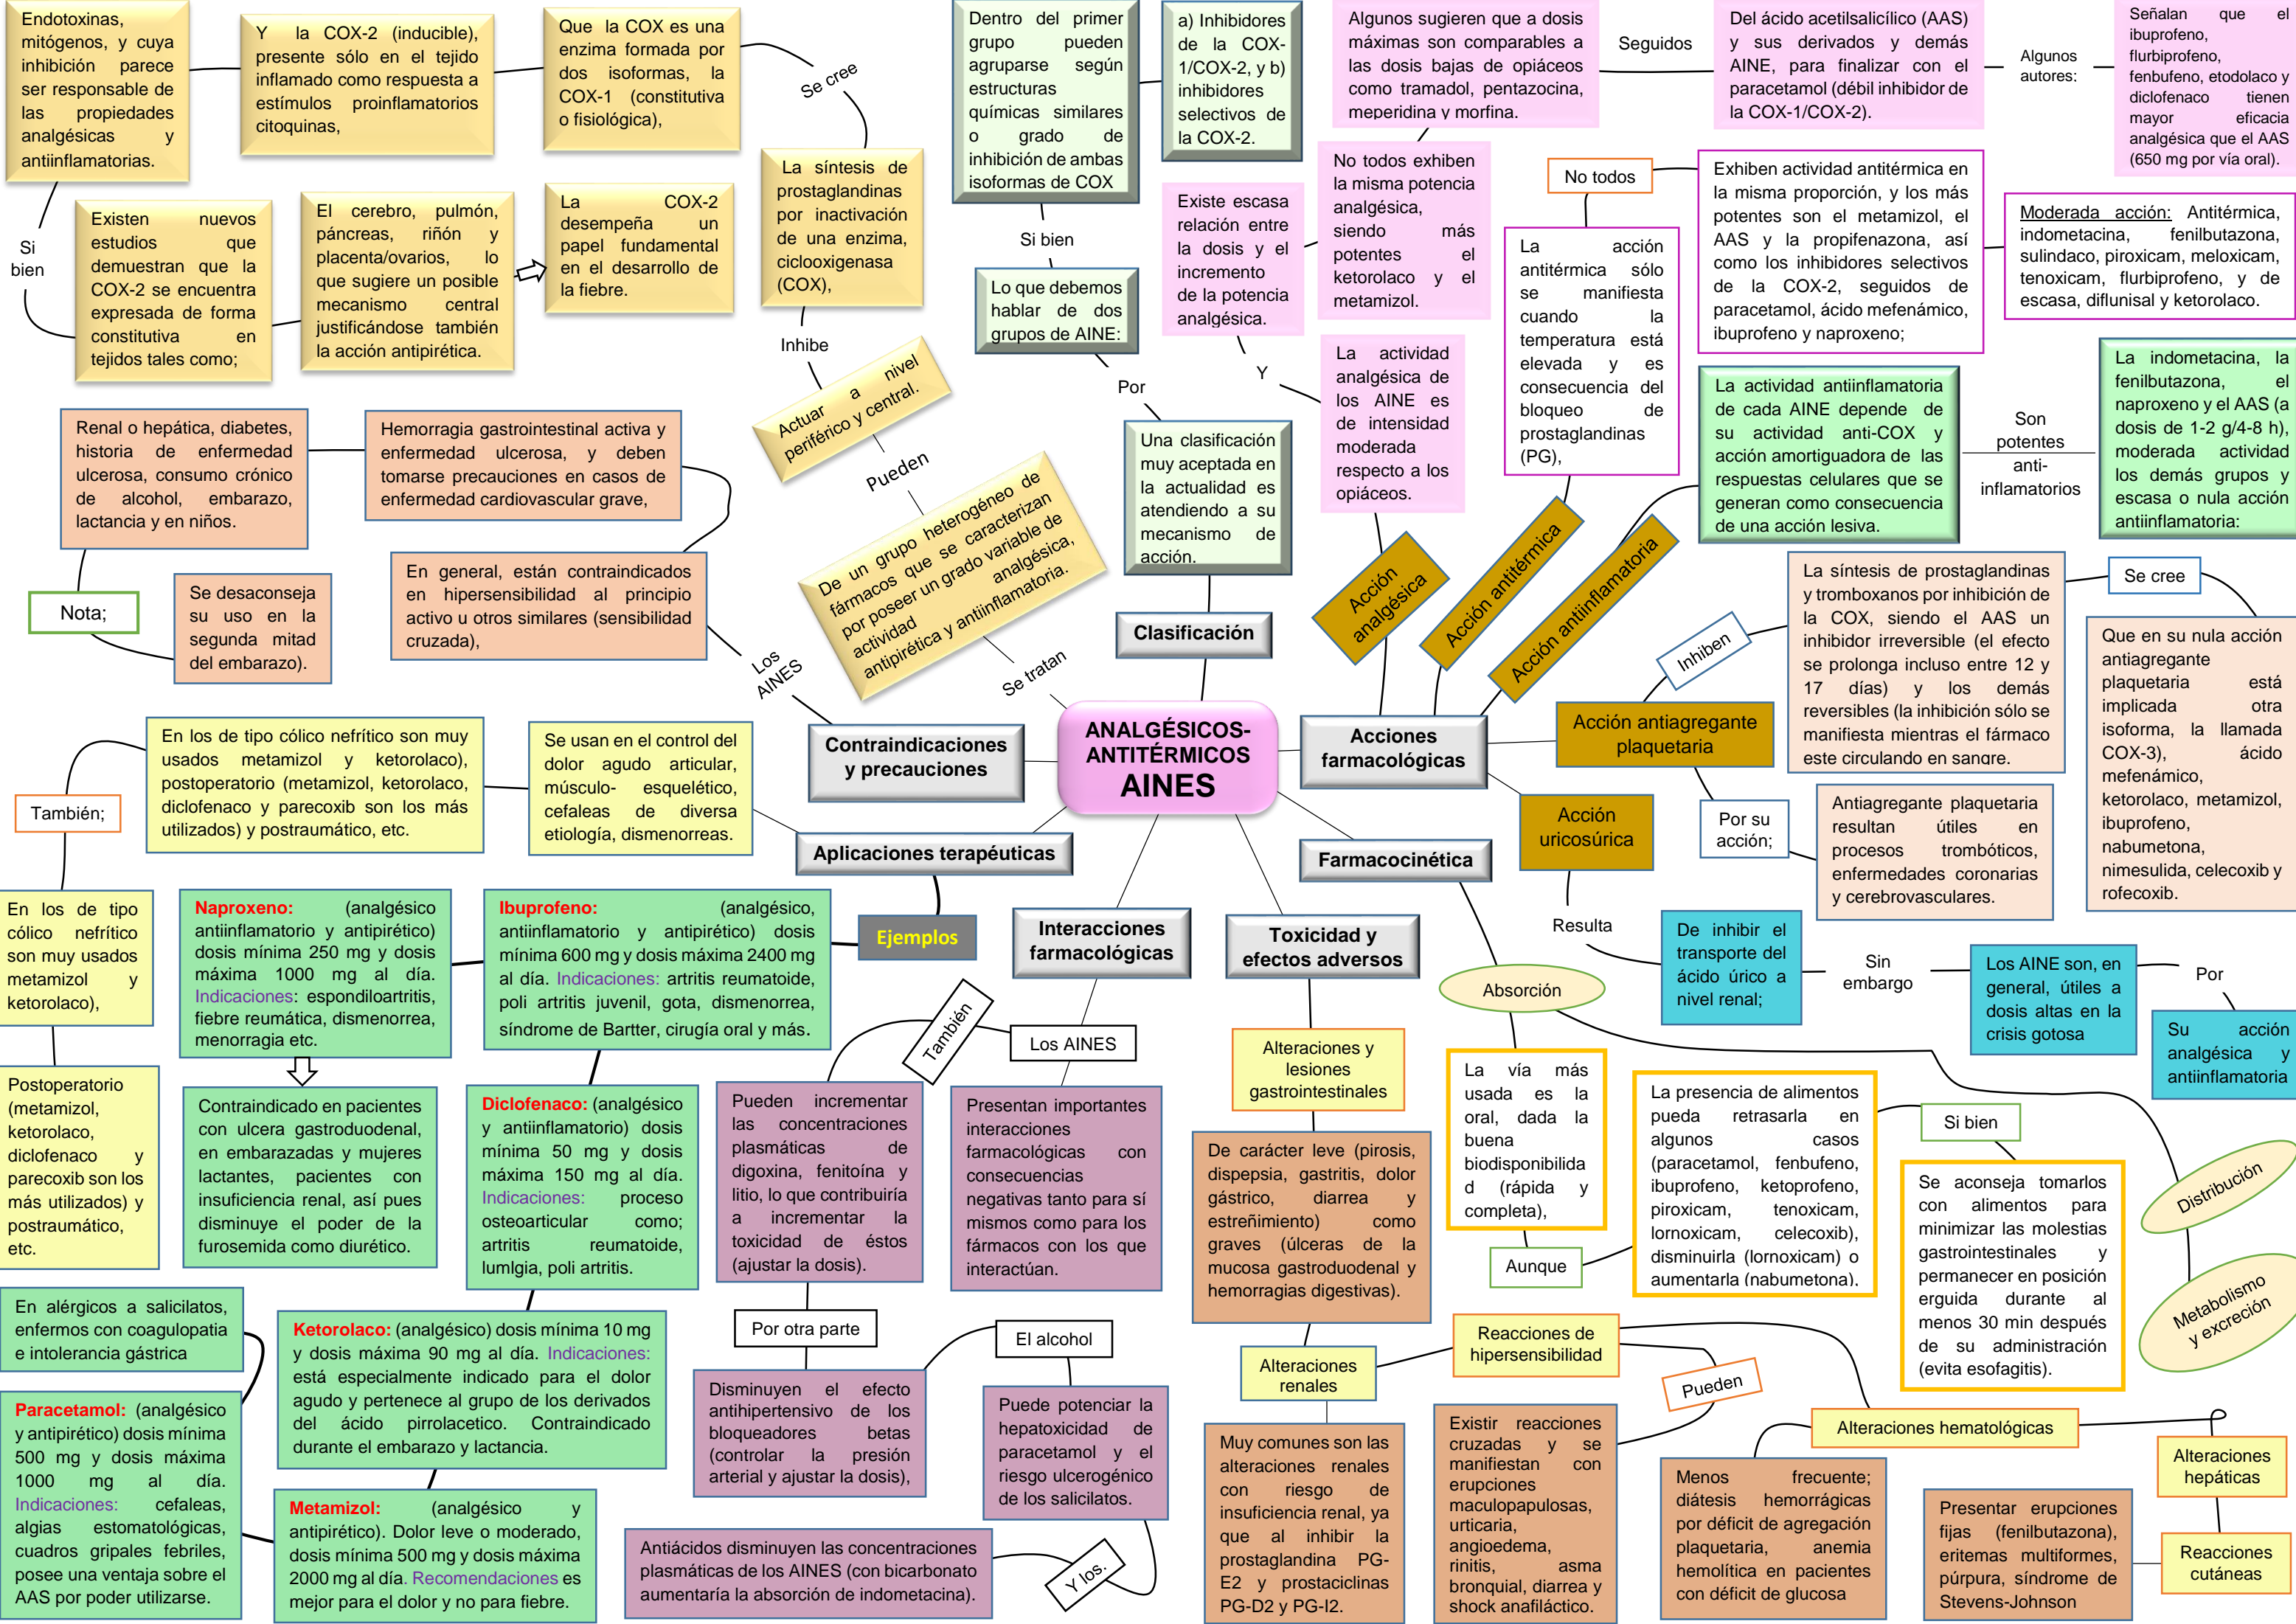 ANALGÉSICOS-
ANTITÉRMICOS
AINES
Se tratan
De un grupo heterogéneo de
fármacos que se caracterizan
por poseer un grado variable de
actividad analgésica,
antipirética y antiinflamatoria.
Pueden
Actuar a nivel
periférico y central.
Inhibe
La síntesis de
prostaglandinas
por inactivación
de una enzima,
ciclooxigenasa
(COX),
Se cree
Que la COX es una
enzima formada por
dos isoformas, la
COX-1 (constitutiva
o fisiológica),
Y la COX-2 (inducible),
presente sólo en el tejido
inflamado como respuesta a
estímulos proinflamatorios
citoquinas,
Endotoxinas,
mitógenos, y cuya
inhibición parece
ser responsable de
las propiedades
analgésicas y
antiinflamatorias.
Si
bien
Existen nuevos
estudios que
demuestran que la
COX-2 se encuentra
expresada de forma
constitutiva en
tejidos tales como;
El cerebro, pulmón,
páncreas, riñón y
placenta/ovarios, lo
que sugiere un posible
mecanismo central
justificándose también
la acción antipirética.
La COX-2
desempeña un
papel fundamental
en el desarrollo de
la fiebre.
Clasificación
Una clasificación
muy aceptada en
la actualidad es
atendiendo a su
mecanismo de
acción.
Por
Lo que debemos
hablar de dos
grupos de AINE:
Si bien
Dentro del primer
grupo pueden
agruparse según
estructuras
químicas similares
o grado de
inhibición de ambas
isoformas de COX
a) Inhibidores
de la COX-
1/COX-2, y b)
inhibidores
selectivos de
la COX-2.
Acciones
farmacológicas
Acción
analgésica
La actividad
analgésica de
los AINE es
de intensidad
moderada
respecto a los
opiáceos.
Y
Existe escasa
relación entre
la dosis y el
incremento
de la potencia
analgésica.
No todos exhiben
la misma potencia
analgésica,
siendo más
potentes el
ketorolaco y el
metamizol.
Algunos sugieren que a dosis
máximas son comparables a
las dosis bajas de opiáceos
como tramadol, pentazocina,
meperidina y morfina.
Seguidos
Del ácido acetilsalicílico (AAS)
y sus derivados y demás
AINE, para finalizar con el
paracetamol (débil inhibidor de
la COX-1/COX-2).
Algunos
autores:
Señalan que el
ibuprofeno,
flurbiprofeno,
fenbufeno, etodolaco y
diclofenaco tienen
mayor eficacia
analgésica que el AAS
(650 mg por vía oral).
Acción antitérmica
La acción
antitérmica sólo
se manifiesta
cuando la
temperatura está
elevada y es
consecuencia del
bloqueo de
prostaglandinas
(PG),
No todos
Exhiben actividad antitérmica en
la misma proporción, y los más
potentes son el metamizol, el
AAS y la propifenazona, así
como los inhibidores selectivos
de la COX-2, seguidos de
paracetamol, ácido mefenámico,
ibuprofeno y naproxeno;
Moderada acción: Antitérmica,
indometacina, fenilbutazona,
sulindaco, piroxicam, meloxicam,
tenoxicam, flurbiprofeno, y de
escasa, diflunisal y ketorolaco.
Acción antiinflamatoria
La actividad antiinflamatoria
de cada AINE depende de
su actividad anti-COX y
acción amortiguadora de las
respuestas celulares que se
generan como consecuencia
de una acción lesiva.
Son
potentes
anti-
inflamatorios
La indometacina, la
fenilbutazona, el
naproxeno y el AAS (a
dosis de 1-2 g/4-8 h),
moderada actividad
los demás grupos y
escasa o nula acción
antiinflamatoria:
Acción antiagregante
plaquetaria
Inhiben
La síntesis de prostaglandinas
y tromboxanos por inhibición de
la COX, siendo el AAS un
inhibidor irreversible (el efecto
se prolonga incluso entre 12 y
17 días) y los demás
reversibles (la inhibición sólo se
manifiesta mientras el fármaco
este circulando en sangre.
Se cree
Que en su nula acción
antiagregante
plaquetaria está
implicada otra
isoforma, la llamada
COX-3), ácido
mefenámico,
ketorolaco, metamizol,
ibuprofeno,
nabumetona,
nimesulida, celecoxib y
rofecoxib.
Por su
acción;
Antiagregante plaquetaria
resultan útiles en
procesos trombóticos,
enfermedades coronarias
y cerebrovasculares.
Acción
uricosúrica
Resulta
De inhibir el
transporte del
ácido úrico a
nivel renal;
Sin
embargo
Los AINE son, en
general, útiles a
dosis altas en la
crisis gotosa
Por
Su acción
analgésica y
antiinflamatoria
Farmacocinética
Absorción
La vía más
usada es la
oral, dada la
buena
biodisponibilida
d (rápida y
completa),
Aunque
La presencia de alimentos
pueda retrasarla en
algunos casos
(paracetamol, fenbufeno,
ibuprofeno, ketoprofeno,
piroxicam, tenoxicam,
lornoxicam, celecoxib),
disminuirla (lornoxicam) o
aumentarla (nabumetona).
Si bien
Se aconseja tomarlos
con alimentos para
minimizar las molestias
gastrointestinales y
permanecer en posición
erguida durante al
menos 30 min después
de su administración
(evita esofagitis).
Distribución
Metabolismo
y excreción
Toxicidad y
efectos adversos
Alteraciones y
lesiones
gastrointestinales
De carácter leve (pirosis,
dispepsia, gastritis, dolor
gástrico, diarrea y
estreñimiento) como
graves (úlceras de la
mucosa gastroduodenal y
hemorragias digestivas).
Alteraciones
renales
Muy comunes son las
alteraciones renales
con riesgo de
insuficiencia renal, ya
que al inhibir la
prostaglandina PG-
E2 y prostaciclinas
PG-D2 y PG-I2.
Reacciones de
hipersensibilidad
Pueden
Existir reacciones
cruzadas y se
manifiestan con
erupciones
maculopapulosas,
urticaria,
angioedema,
rinitis, asma
bronquial, diarrea y
shock anafiláctico.
Alteraciones hematológicas
Menos frecuente;
diátesis hemorrágicas
por déficit de agregación
plaquetaria, anemia
hemolítica en pacientes
con déficit de glucosa
Alteraciones
hepáticas
Reacciones
cutáneas
Presentar erupciones
fijas (fenilbutazona),
eritemas multiformes,
púrpura, síndrome de
Stevens-Johnson
Interacciones
farmacológicas
Los AINES
Presentan importantes
interacciones
farmacológicas con
consecuencias
negativas tanto para sí
mismos como para los
fármacos con los que
interactúan.
También
Pueden incrementar
las concentraciones
plasmáticas de
digoxina, fenitoína y
litio, lo que contribuiría
a incrementar la
toxicidad de éstos
(ajustar la dosis).
Por otra parte
Disminuyen el efecto
antihipertensivo de los
bloqueadores betas
(controlar la presión
arterial y ajustar la dosis),
El alcohol
Puede potenciar la
hepatoxicidad de
paracetamol y el
riesgo ulcerogénico
de los salicilatos.
Y los.
Antiácidos disminuyen las concentraciones
plasmáticas de los AINES (con bicarbonato
aumentaría la absorción de indometacina).
Aplicaciones terapéuticas
Se usan en el control del
dolor agudo articular,
músculo- esquelético,
cefaleas de diversa
etiología, dismenorreas.
En los de tipo cólico nefrítico son muy
usados metamizol y ketorolaco),
postoperatorio (metamizol, ketorolaco,
diclofenaco y parecoxib son los más
utilizados) y postraumático, etc.
También;
En los de tipo
cólico nefrítico
son muy usados
metamizol y
ketorolaco),
Postoperatorio
(metamizol,
ketorolaco,
diclofenaco y
parecoxib son los
más utilizados) y
postraumático,
etc.
Ejemplos
Ibuprofeno: (analgésico,
antiinflamatorio y antipirético) dosis
mínima 600 mg y dosis máxima 2400 mg
al día. Indicaciones: artritis reumatoide,
poli artritis juvenil, gota, dismenorrea,
síndrome de Bartter, cirugía oral y más.
Naproxeno: (analgésico
antiinflamatorio y antipirético)
dosis mínima 250 mg y dosis
máxima 1000 mg al día.
Indicaciones: espondiloartritis,
fiebre reumática, dismenorrea,
menorragia etc.
Contraindicado en pacientes
con ulcera gastroduodenal,
en embarazadas y mujeres
lactantes, pacientes con
insuficiencia renal, así pues
disminuye el poder de la
furosemida como diurético.
Diclofenaco: (analgésico
y antiinflamatorio) dosis
mínima 50 mg y dosis
máxima 150 mg al día.
Indicaciones: proceso
osteoarticular como;
artritis reumatoide,
lumlgia, poli artritis.
Ketorolaco: (analgésico) dosis mínima 10 mg
y dosis máxima 90 mg al día. Indicaciones:
está especialmente indicado para el dolor
agudo y pertenece al grupo de los derivados
del ácido pirrolacetico. Contraindicado
durante el embarazo y lactancia.
Metamizol: (analgésico y
antipirético). Dolor leve o moderado,
dosis mínima 500 mg y dosis máxima
2000 mg al día. Recomendaciones es
mejor para el dolor y no para fiebre.
Paracetamol: (analgésico
y antipirético) dosis mínima
500 mg y dosis máxima
1000 mg al día.
Indicaciones: cefaleas,
algias estomatológicas,
cuadros gripales febriles,
posee una ventaja sobre el
AAS por poder utilizarse.
En alérgicos a salicilatos,
enfermos con coagulopatia
e intolerancia gástrica
Contraindicaciones
y precauciones
Los
AINES
En general, están contraindicados
en hipersensibilidad al principio
activo u otros similares (sensibilidad
cruzada),
Hemorragia gastrointestinal activa y
enfermedad ulcerosa, y deben
tomarse precauciones en casos de
enfermedad cardiovascular grave,
Renal o hepática, diabetes,
historia de enfermedad
ulcerosa, consumo crónico
de alcohol, embarazo,
lactancia y en niños.
Nota;
Se desaconseja
su uso en la
segunda mitad
del embarazo).